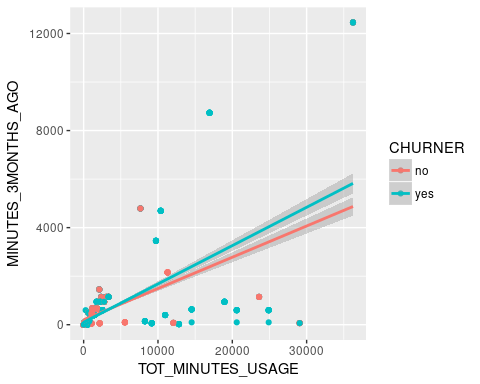 12000
8000
4000
0
MINUTES_3MONTHS_AGO
0
10000
20000
30000
TOT_MINUTES_USAGE
CHURNER
no
yes